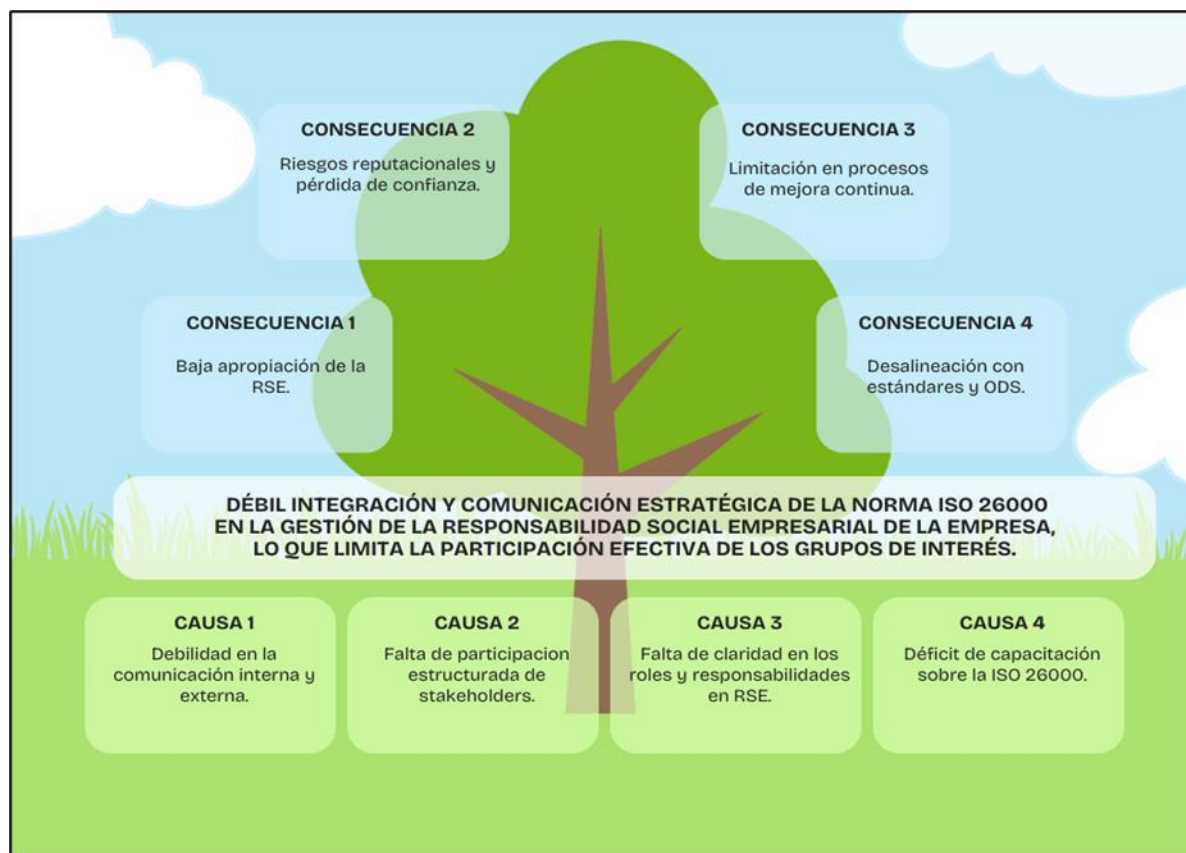 CONSECUENCIA 2
Riesgos reputacionales y
pérdida de confianza.
CONSECUENCIA 3
Limitación en procesos
de mejora continua.
CONSECUENCIA 1
Baja apropiación de la
RSE.
CONSECUENCIA 4
Desalineación con
estándares y ODS.
DÉBIL INTEGRACIÓN Y COMUNICACIÓN ESTRATÉGICA DE LA NORMA ISO 26000
EN LA GESTIÓN DE LA RESPONSABILIDAD SOCIAL EMPRESARIAL DE LA EMPRESA,
LO QUE LIMITA LA PARTICIPACIÓN EFECTIVA DE LOS GRUPOS DE INTERÉS.
CAUSA 1
Debilidad en la
comunicación interna y
externa.
CAUSA 2
Falta de participacion
estructurada de
stakeholders.
CAUSA 3
Falta de claridad en los
roles y responsabilidades
en RSE.
CAUSA 4
Déficit de capacitación
sobre la ISO 26000.